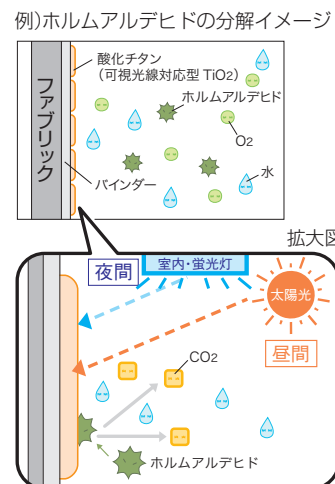 例)ホルムアルデヒドの分解イメージ
酸化チタン
(可視光線対応型 TiO2)
ファブリック
ホルムアルデヒド
O2
水
バインダー
拡大図
夜間
室内・蛍光灯
太陽光
昼間
CO2
ホルムアルデヒド